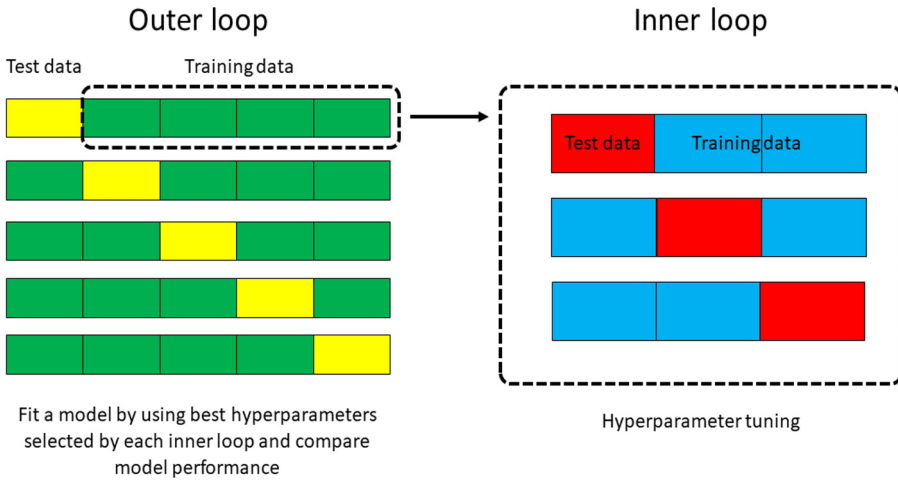 Outer loop
Inner loop
Test data
Training data
Test data
Training data
Fit a model by using best hyperparameters
selected by each inner loop and compare
model performance
Hyperparameter tuning